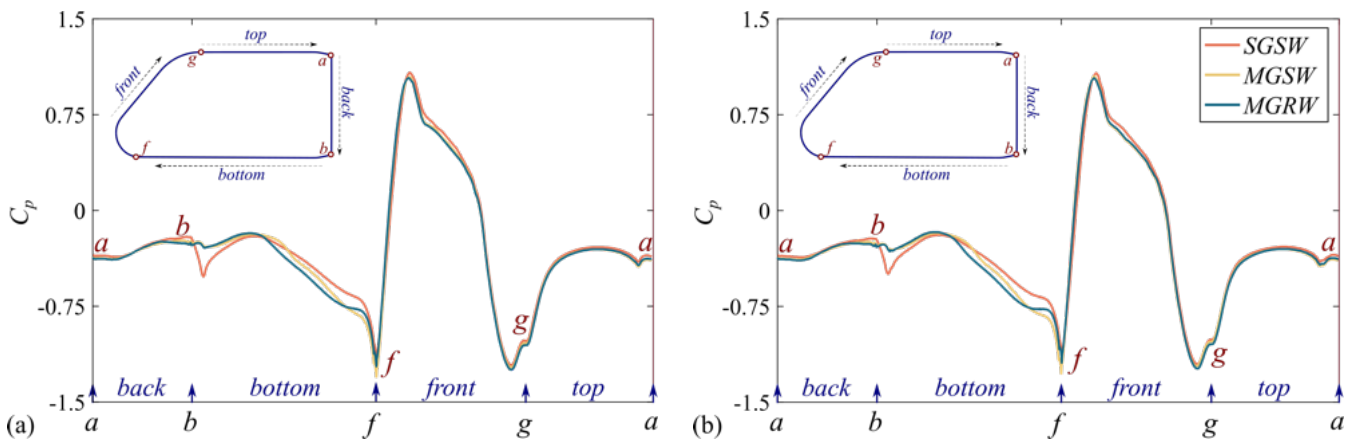 1.5
0.75
0
-0.75
-1.5
C_p
top
g
a
front
back
f
b
bottom
a
b
f
g
a
back
bottom
front
top
(a)
a
b
f
g
a
1.5
0.75
0
-0.75
-1.5
C_p
top
g
a
front
back
f
b
bottom
SGSW
MGSW
MGRW
a
b
f
g
a
back
bottom
front
top
(b)
a
b
f
g
a